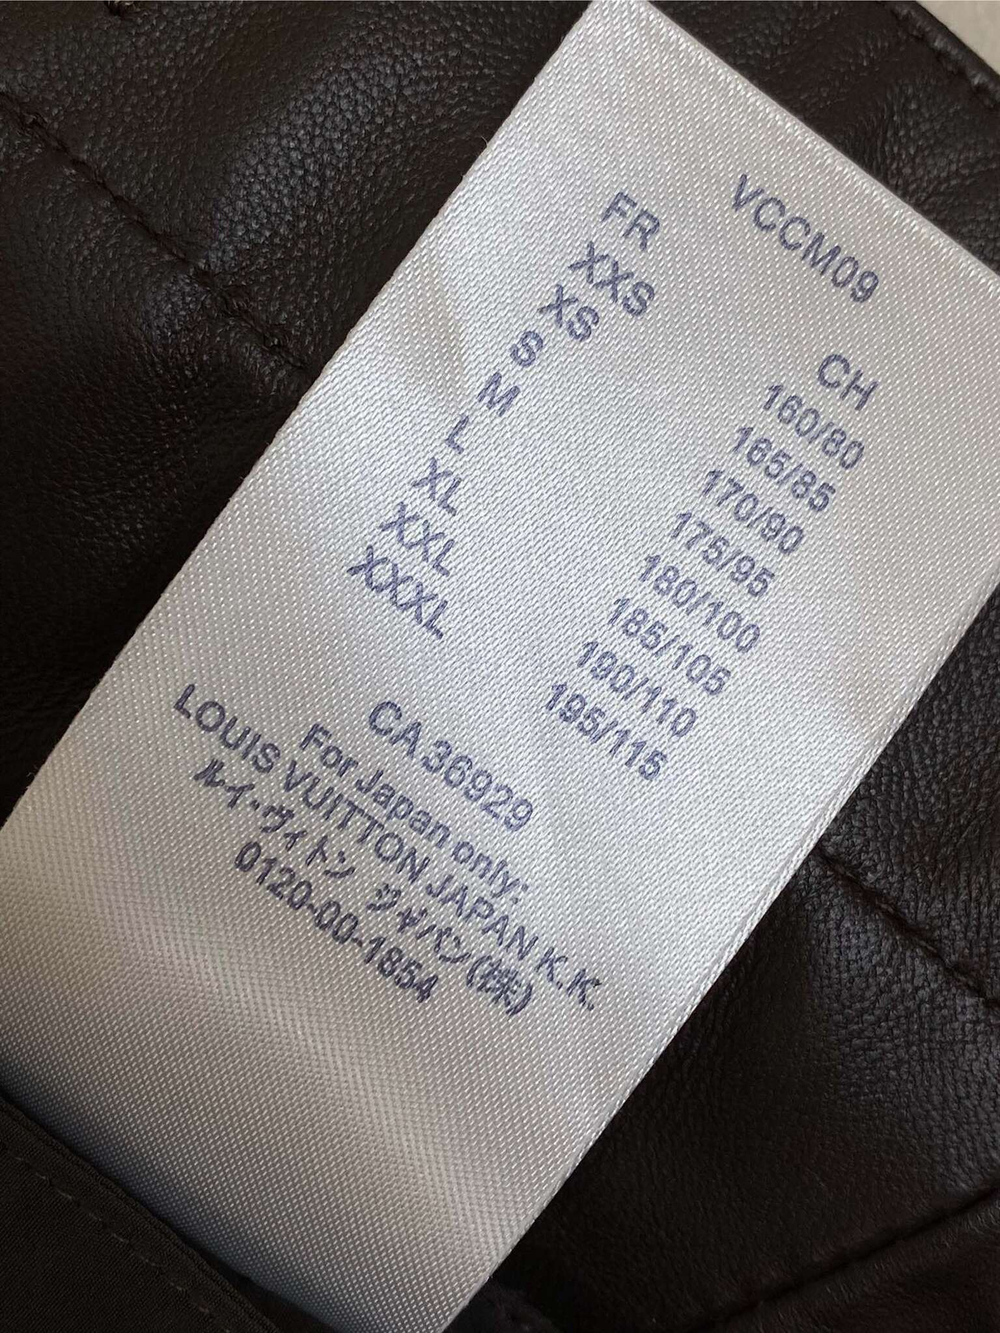 VCCM09
FR CH
XXS 160/80
XS 165/85
S 170/90
M 175/95
L 180/100
XL 185/105
XXL 190/110
XXXL 195/115
CA 36929
For Japan only:
LOUIS VUITTON JAPAN K.K.
ルイ・ヴィトン ジャパン(株)
0120-00-1854